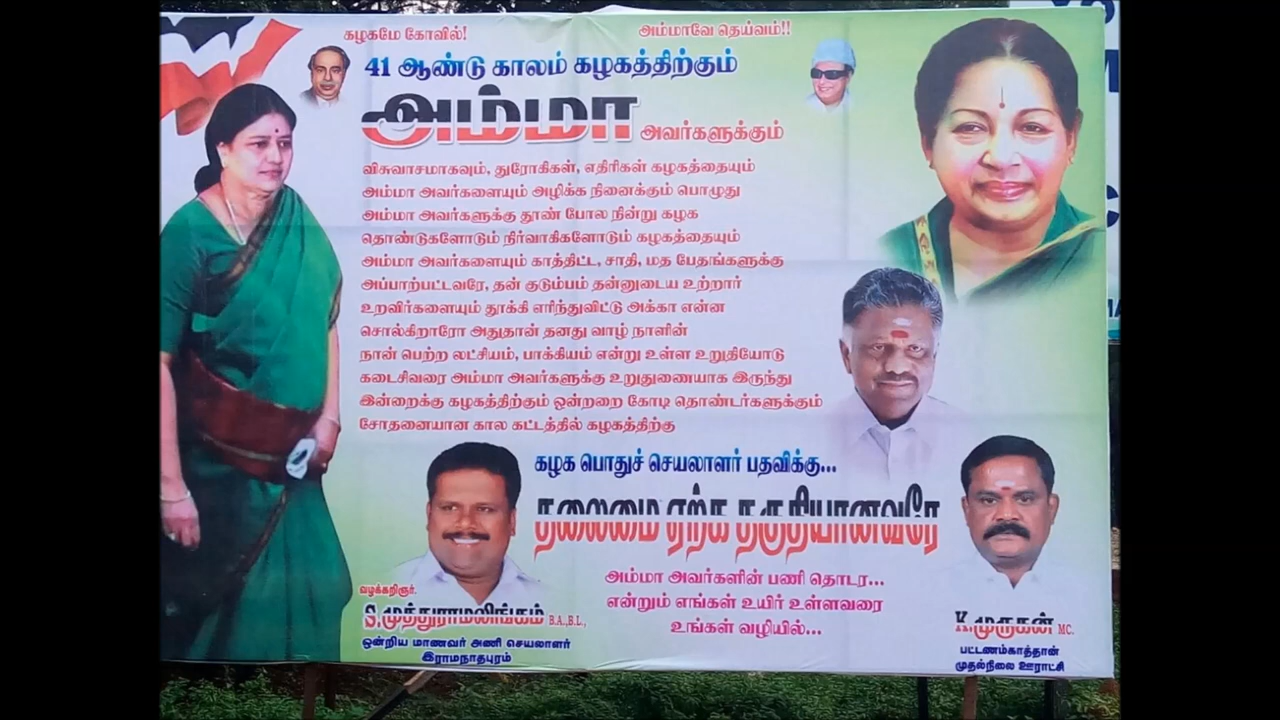 கழகமே கோவில்!
அம்மாவே தெய்வம்!!
41 ஆண்டு காலம் கழகத்திற்கும்
அம்மா அவர்களுக்கும்
விசுவாசமாகவும், துரோகிகள், எதிரிகள் கழகத்தையும்
அம்மா அவர்களையும் அழிக்க நினைக்கும் பொழுது
அம்மா அவர்களுக்கு தூண் போல நின்று கழக
தொண்டுகளோடும் நிர்வாகிகளோடும் கழகத்தையும்
அம்மா அவர்களையும் காத்திட்ட, சாதி, மத பேதங்களுக்கு
அப்பாற்பட்டவரே, தன் குடும்பம் தன்னுடைய உற்றார்
உறவிர்களையும் தூக்கி எரிந்துவிட்டு அக்கா என்ன
சொல்கிறாரோ அதுதான் தனது வாழ் நாளின்
நான் பெற்ற லட்சியம், பாக்கியம் என்று உள்ள உறுதியோடு
கடைசிவரை அம்மா அவர்களுக்கு உறுதுணையாக இருந்து
இன்றைக்கு கழகத்திற்கும் ஒன்றறை கோடி தொண்டர்களுக்கும்
சோதனையான கால கட்டத்தில் கழகத்திற்கு
கழக பொதுச் செயலாளர் பதவிக்கு...
தலைமை ஏற்க தகுதியானவரே
அம்மா அவர்களின் பணி தொடர...
என்றும் எங்கள் உயிர் உள்ளவரை
உங்கள் வழியில்...
வழக்கறிஞர்.
S.முத்துராமலிங்கம் B.A.,B.L.,
ஒன்றிய மாணவர் அணி செயலாளர்
இராமநாதபுரம்
K.முருகன் MC.
பட்டணம்காத்தான்
முதல்நிலை ஊராட்சி